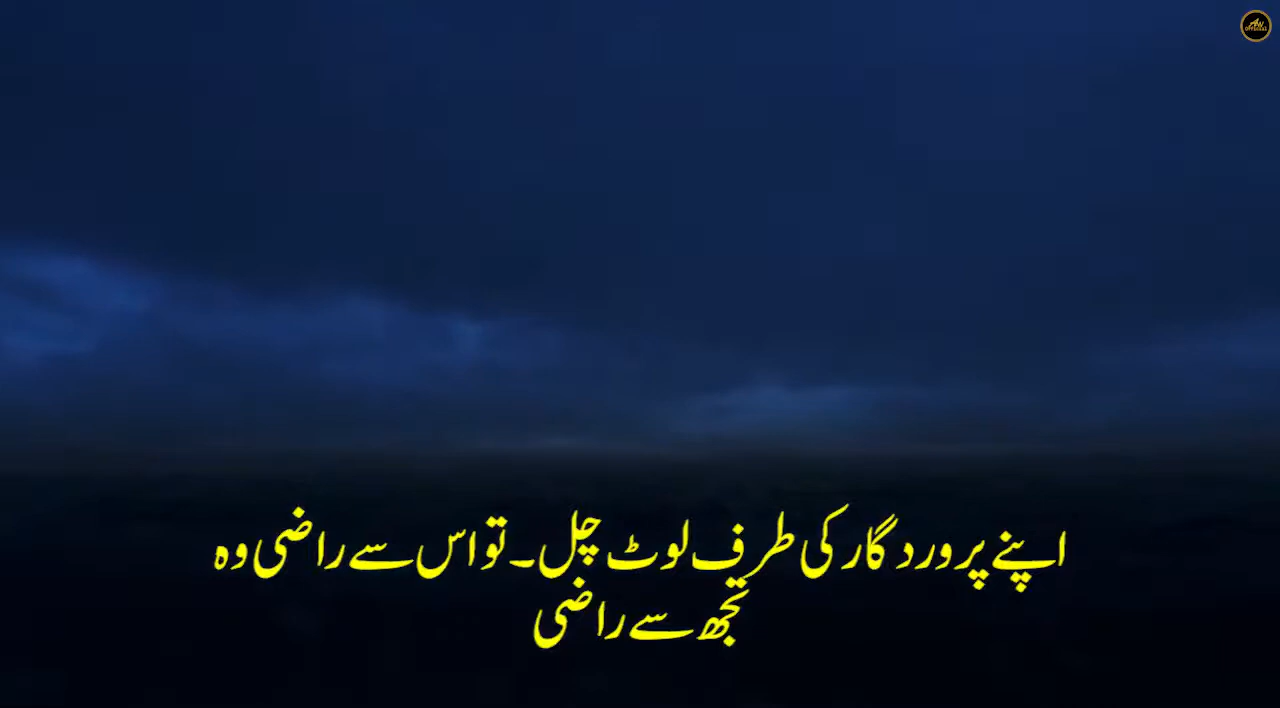 اپنے پروردگار کی طرف لوٹ چل۔ تو اس سے راضی وہ
تجھ سے راضی